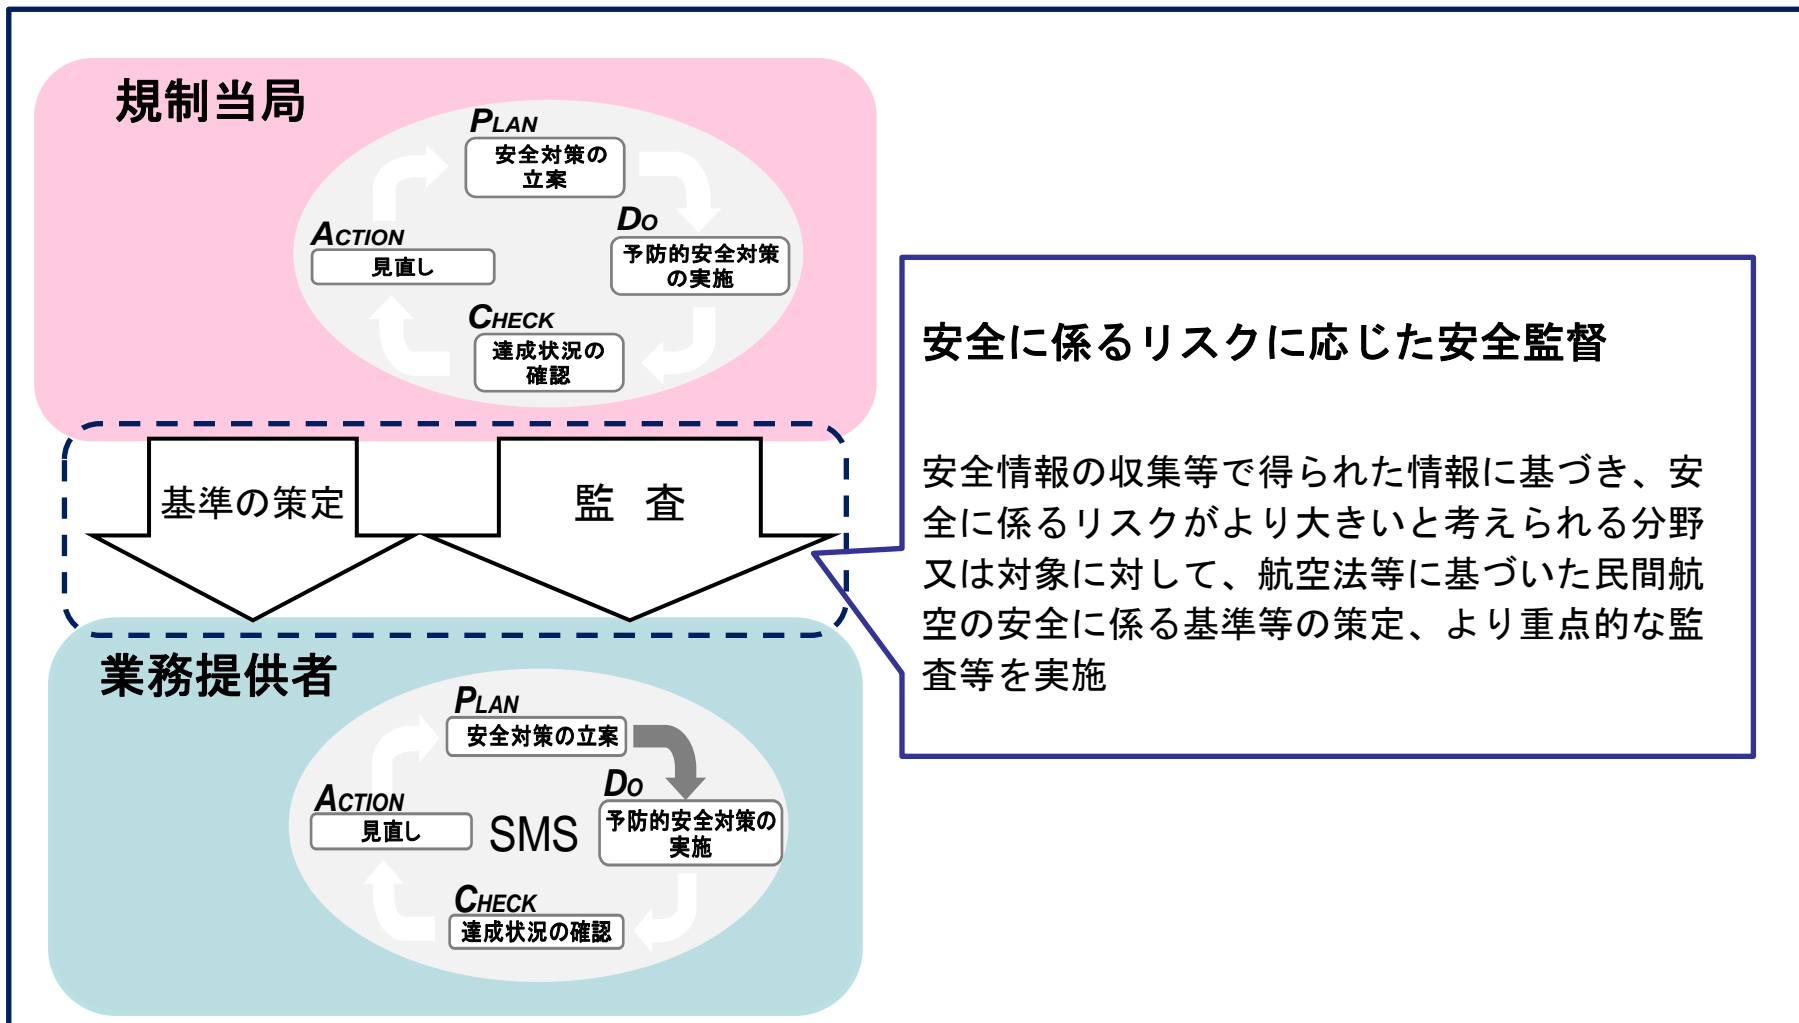 規制当局
PLAN
安全対策の
立案
DO
予防的安全対策
の実施
ACTION
見直し
CHECK
達成状況の
確認
基準の策定
監 査
業務提供者
PLAN
安全対策の立案
DO
予防的安全対策の
実施
ACTION
見直し
SMS
CHECK
達成状況の確認
安全に係るリスクに応じた安全監督
安全情報の収集等で得られた情報に基づき、安
全に係るリスクがより大きいと考えられる分野
又は対象に対して、航空法等に基づいた民間航
空の安全に係る基準等の策定、より重点的な監
査等を実施